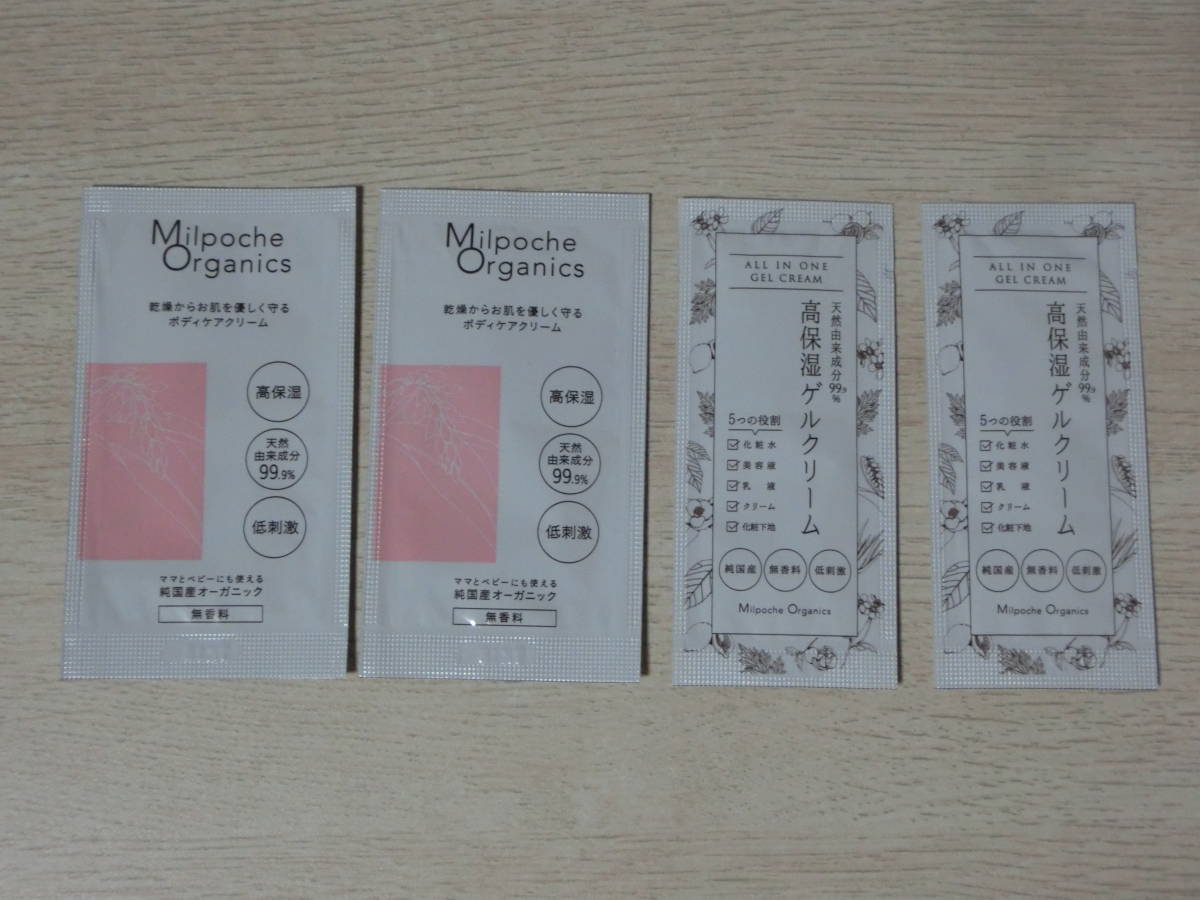 Milpoche
Organics
乾燥からお肌を優しく守る
ボディケアクリーム
高保湿
天然
由来成分
99.9%
低刺激
ママとベビーにも使える
純国産オーガニック
無香料
Milpoche
Organics
乾燥からお肌を優しく守る
ボディケアクリーム
高保湿
天然
由来成分
99.9%
低刺激
ママとベビーにも使える
純国産オーガニック
無香料
ALL IN ONE
GEL CREAM
天然由来成分99.9%
高保湿ゲルクリーム
5つの役割
化粧水
美容液
乳液
クリーム
化粧下地
純国産
無香料
低刺激
Milpoche Organics
ALL IN ONE
GEL CREAM
天然由来成分99.9%
高保湿ゲルクリーム
5つの役割
化粧水
美容液
乳液
クリーム
化粧下地
純国産
無香料
低刺激
Milpoche Organics